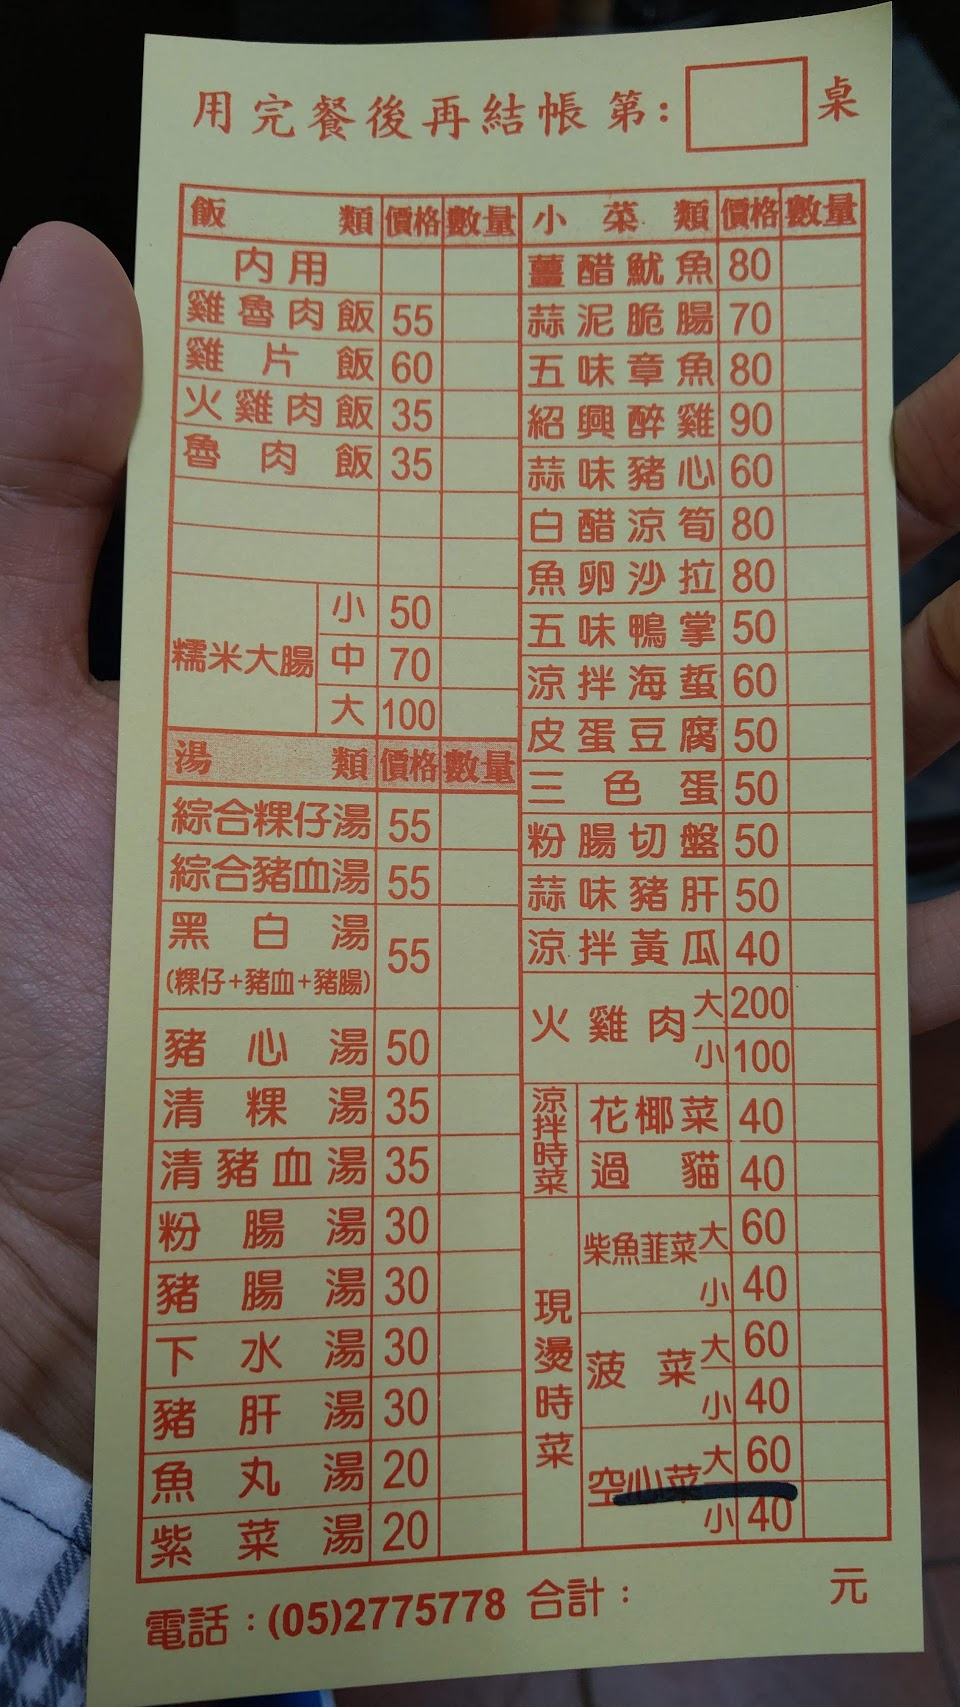 用完餐後再結帳 第: 桌
飯類 價格 數量
內用
雞魯肉飯 55
雞片飯 60
火雞肉飯 35
魯肉飯 35
糯米大腸 小 50
中 70
大 100
湯類 價格 數量
綜合粿仔湯 55
綜合豬血湯 55
黑白湯 55
(粿仔+豬血+豬腸)
豬心湯 50
清粿湯 35
清豬血湯 35
粉腸湯 30
豬腸湯 30
下水湯 30
豬肝湯 30
魚丸湯 20
紫菜湯 20
小菜類 價格 數量
薑醋魷魚 80
蒜泥脆腸 70
五味章魚 80
紹興醉雞 90
蒜味豬心 60
白醋涼筍 80
魚卵沙拉 80
五味鴨掌 50
涼拌海蜇 60
皮蛋豆腐 50
三色蛋 50
粉腸切盤 50
蒜味豬肝 50
涼拌黃瓜 40
火雞肉 大 200
小 100
涼拌時菜
花椰菜 40
過貓 40
現燙時菜
柴魚韮菜 大 60
小 40
菠菜 大 60
小 40
空心菜 大 60
小 40
電話:(05)2775778 合計: 元